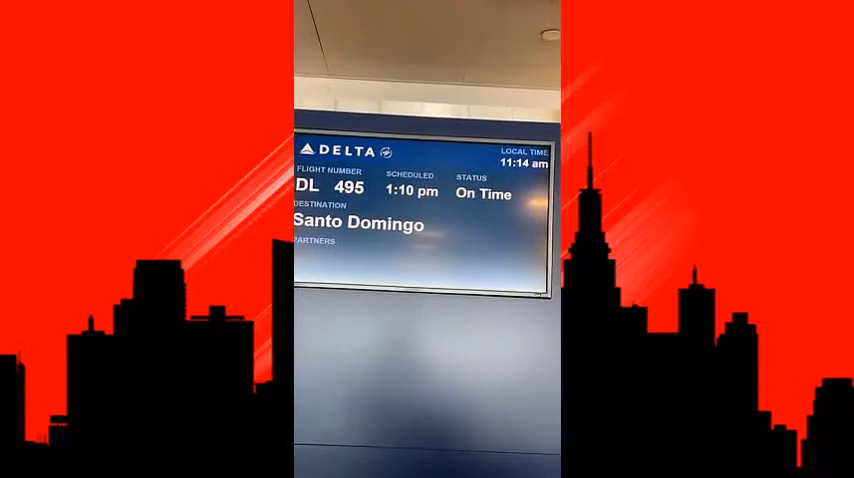 DELTA
LOCAL TIME
11:14 am
FLIGHT NUMBER SCHEDULED STATUS
DL 495 1:10 pm On Time
DESTINATION
Santo Domingo
PARTNERS